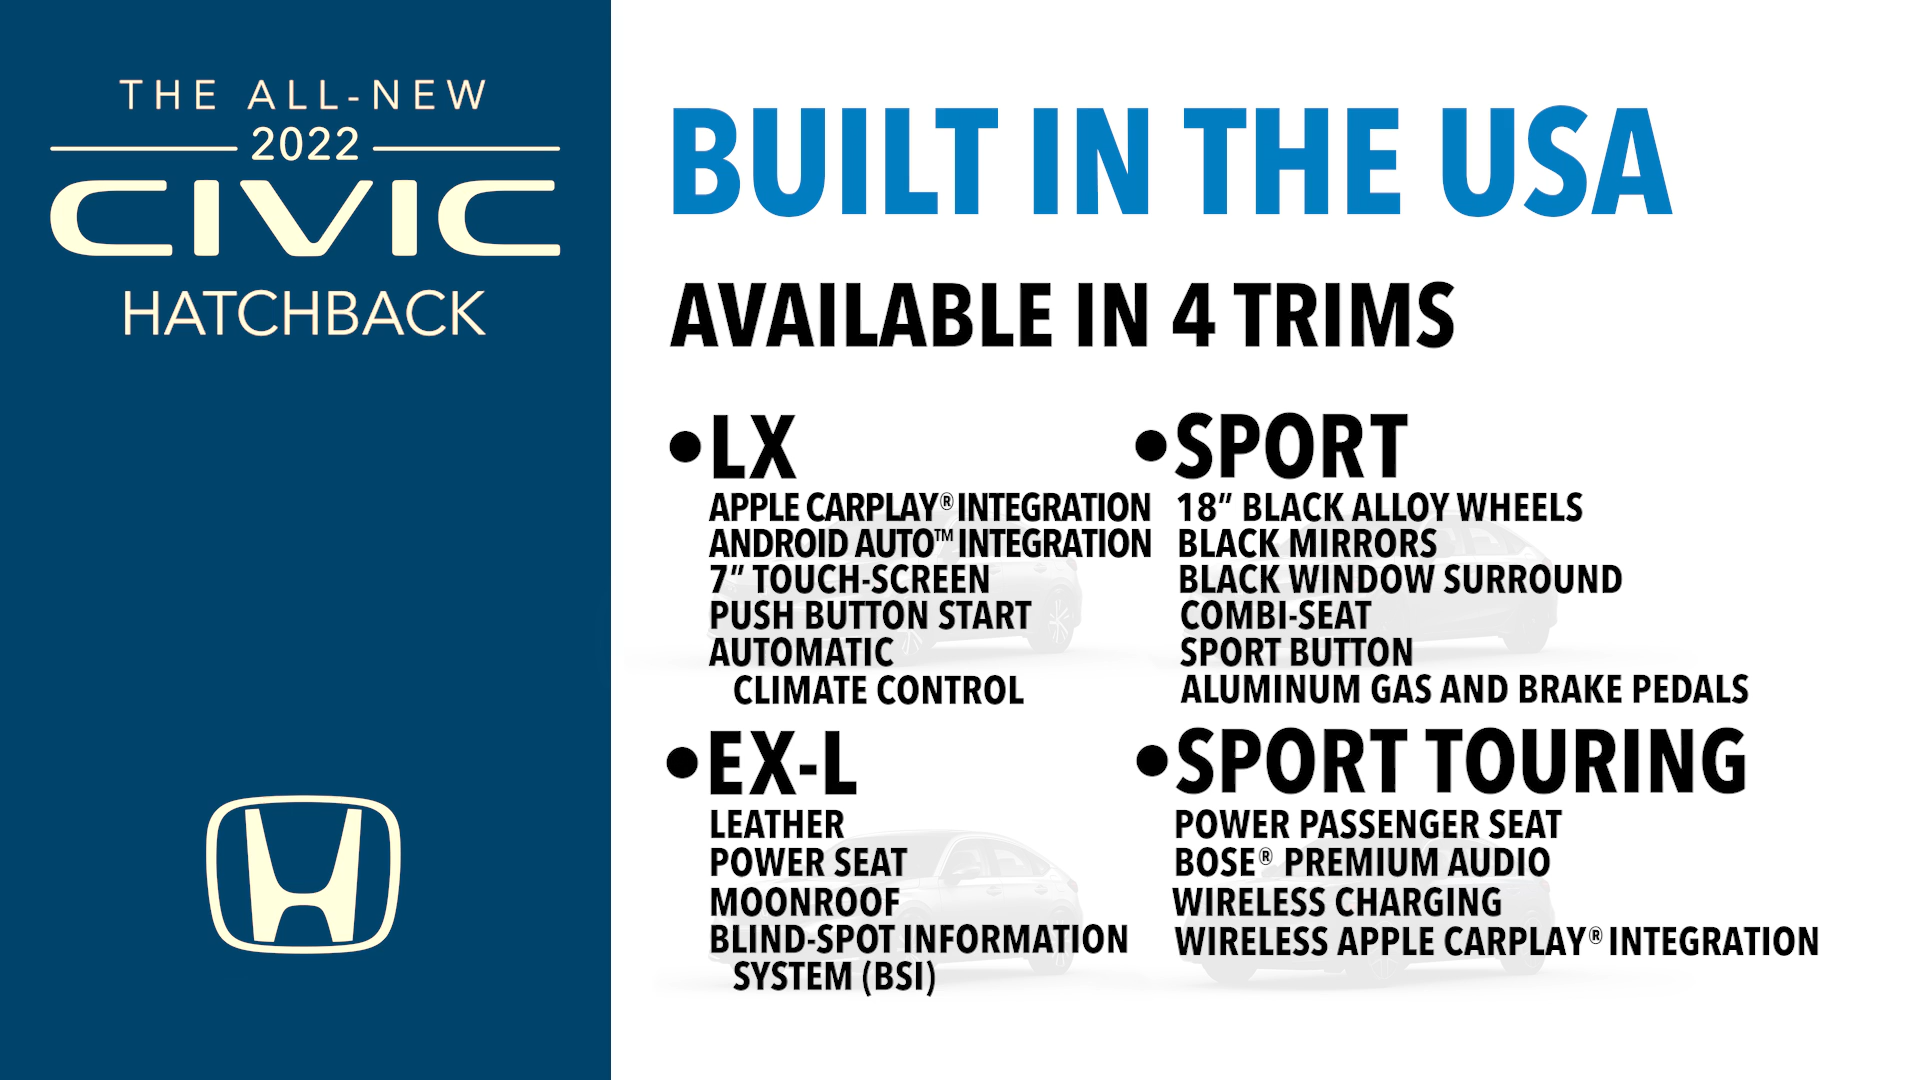 THE ALL-NEW
2022
CIVIC
HATCHBACK
BUILT IN THE USA
AVAILABLE IN 4 TRIMS
•LX
APPLE CARPLAY® INTEGRATION
ANDROID AUTO™ INTEGRATION
7” TOUCH-SCREEN
PUSH BUTTON START
AUTOMATIC
CLIMATE CONTROL
•SPORT
18” BLACK ALLOY WHEELS
BLACK MIRRORS
BLACK WINDOW SURROUND
COMBI-SEAT
SPORT BUTTON
ALUMINUM GAS AND BRAKE PEDALS
•EX-L
LEATHER
POWER SEAT
MOONROOF
BLIND-SPOT INFORMATION
SYSTEM (BSI)
•SPORT TOURING
POWER PASSENGER SEAT
BOSE® PREMIUM AUDIO
WIRELESS CHARGING
WIRELESS APPLE CARPLAY® INTEGRATION